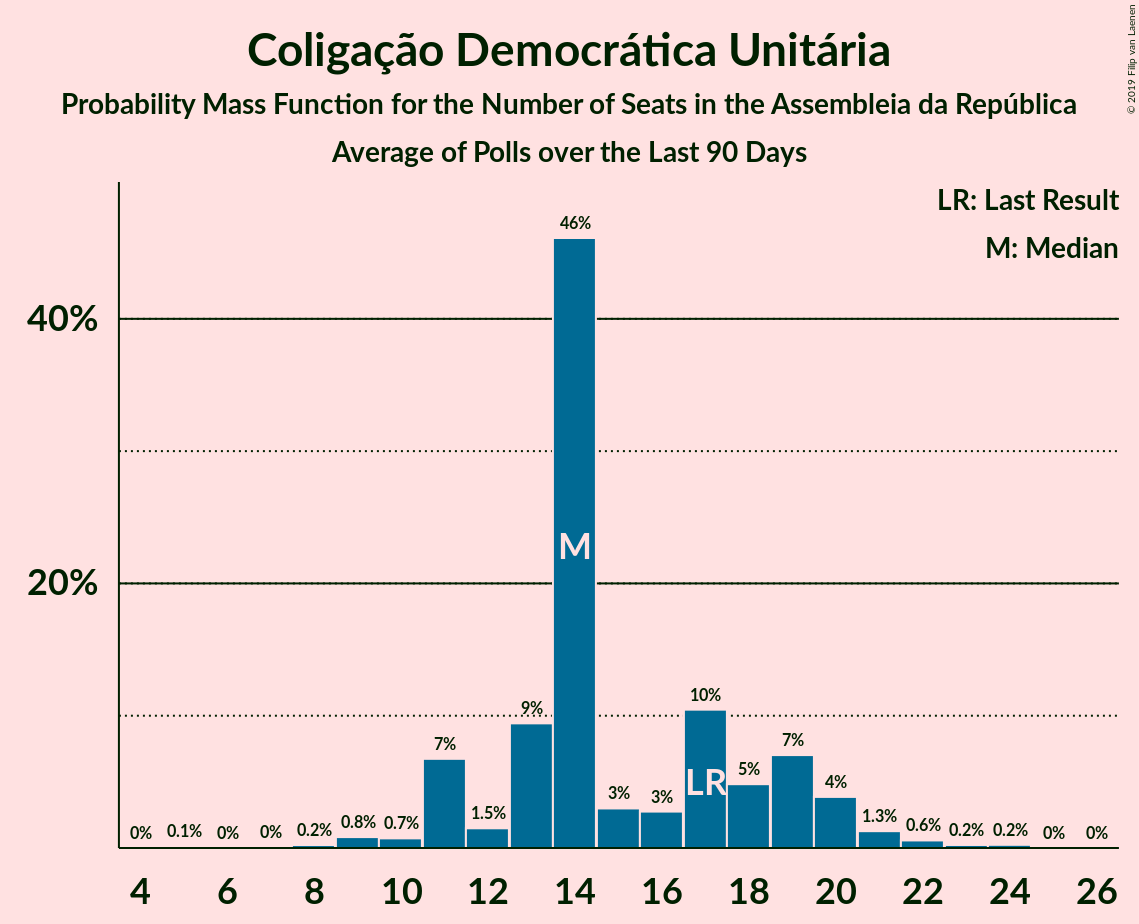 Coligação Democrática Unitária
Probability Mass Function for the Number of Seats in the Assembleia da República
Average of Polls over the Last 90 Days
© 2019 Filip van Laenen
LR: Last Result
M: Median
40%
20%
0%
0.1%
0%
0%
0.2%
0.8%
0.7%
7%
1.5%
9%
46%
3%
3%
10%
5%
7%
4%
1.3%
0.6%
0.2%
0.2%
0%
0%
M
LR
4 6 8 10 12 14 16 18 20 22 24 26